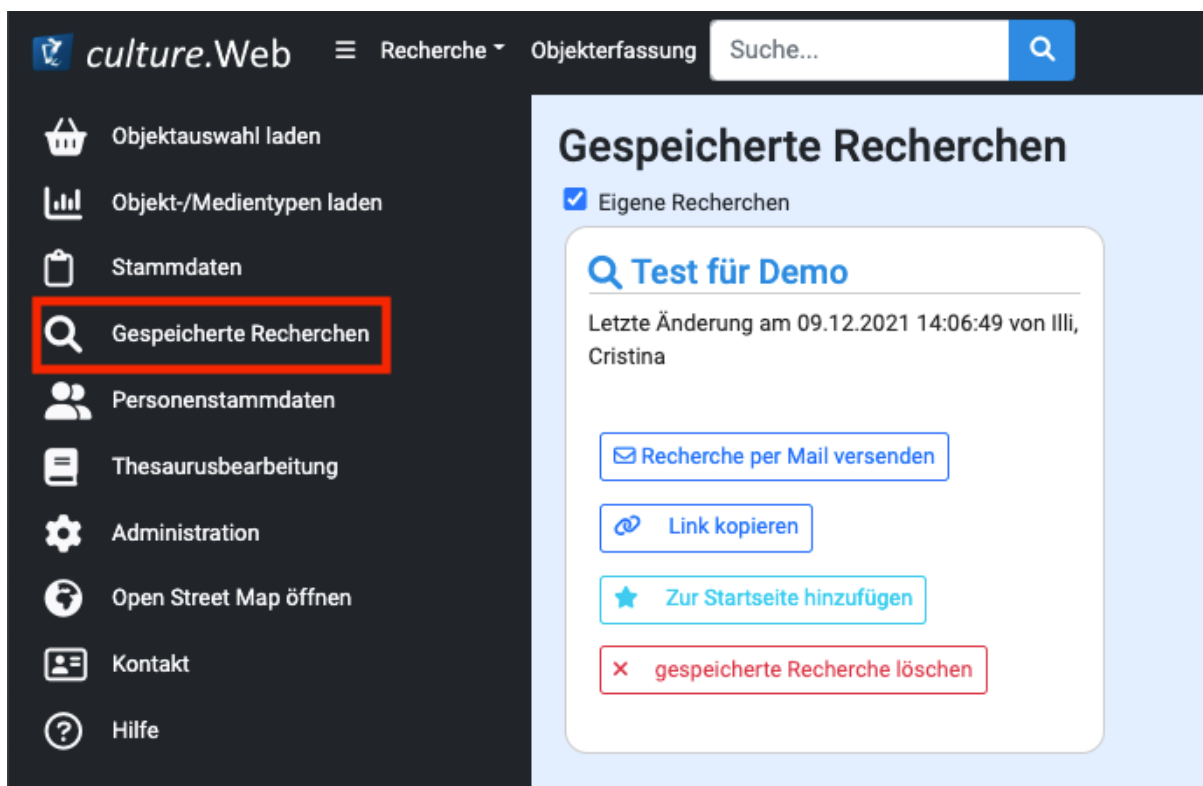 culture.Web
Recherche
Objekterfassung
Suche...
Objektauswahl laden
Objekt-/Medientypen laden
Stammdaten
Gespeicherte Recherchen
Personenstammdaten
Thesaurusbearbeitung
Administration
Open Street Map öffnen
Kontakt
Hilfe
Gespeicherte Recherchen
Eigene Recherchen
Test für Demo
Letzte Änderung am 09.12.2021 14:06:49 von Illi,
Cristina
Recherche per Mail versenden
Link kopieren
Zur Startseite hinzufügen
gespeicherte Recherche löschen